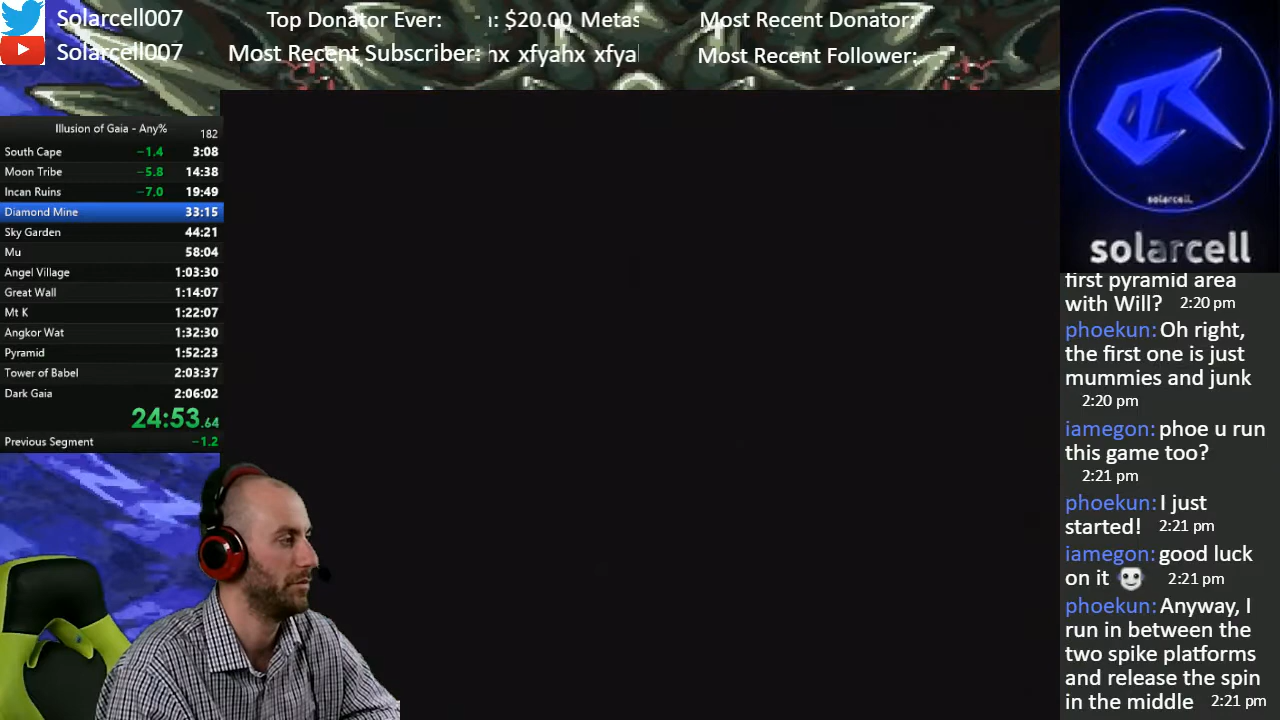 Solarcell007
Solarcell007
Top Donator Ever: : $20.00 Metas
Most Recent Subscriber: hx xfyahx xfya
Most Recent Donator:
Most Recent Follower:
Illusion of Gaia - Any% 182
South Cape -1.4 3:08
Moon Tribe -5.8 14:38
Incan Ruins -7.0 19:49
Diamond Mine 33:15
Sky Garden 44:21
Mu 58:04
Angel Village 1:03:30
Great Wall 1:14:07
Mt K 1:22:07
Angkor Wat 1:32:30
Pyramid 1:52:23
Tower of Babel 2:03:37
Dark Gaia 2:06:02
24:53.64
Previous Segment -1.2
solarcell
solarcell
first pyramid area
with Will? 2:20 pm
phoekun: Oh right,
the first one is just
mummies and junk
2:20 pm
iamegon: phoe u run
this game too?
2:21 pm
phoekun: I just
started! 2:21 pm
iamegon: good luck
on it 2:21 pm
phoekun: Anyway, I
run in between the
two spike platforms
and release the spin
in the middle 2:21 pm